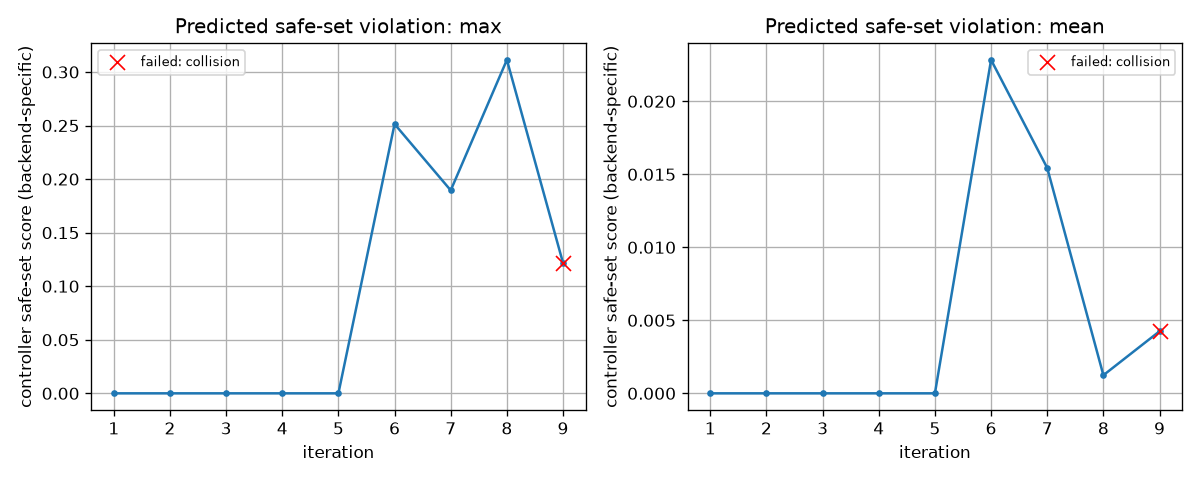 Predicted safe-set violation: max
controller safe-set score (backend-specific)
failed: collision
0.30
0.25
0.20
0.15
0.10
0.05
0.00
1 2 3 4 5 6 7 8 9
iteration
Predicted safe-set violation: mean
controller safe-set score (backend-specific)
failed: collision
0.020
0.015
0.010
0.005
0.000
1 2 3 4 5 6 7 8 9
iteration